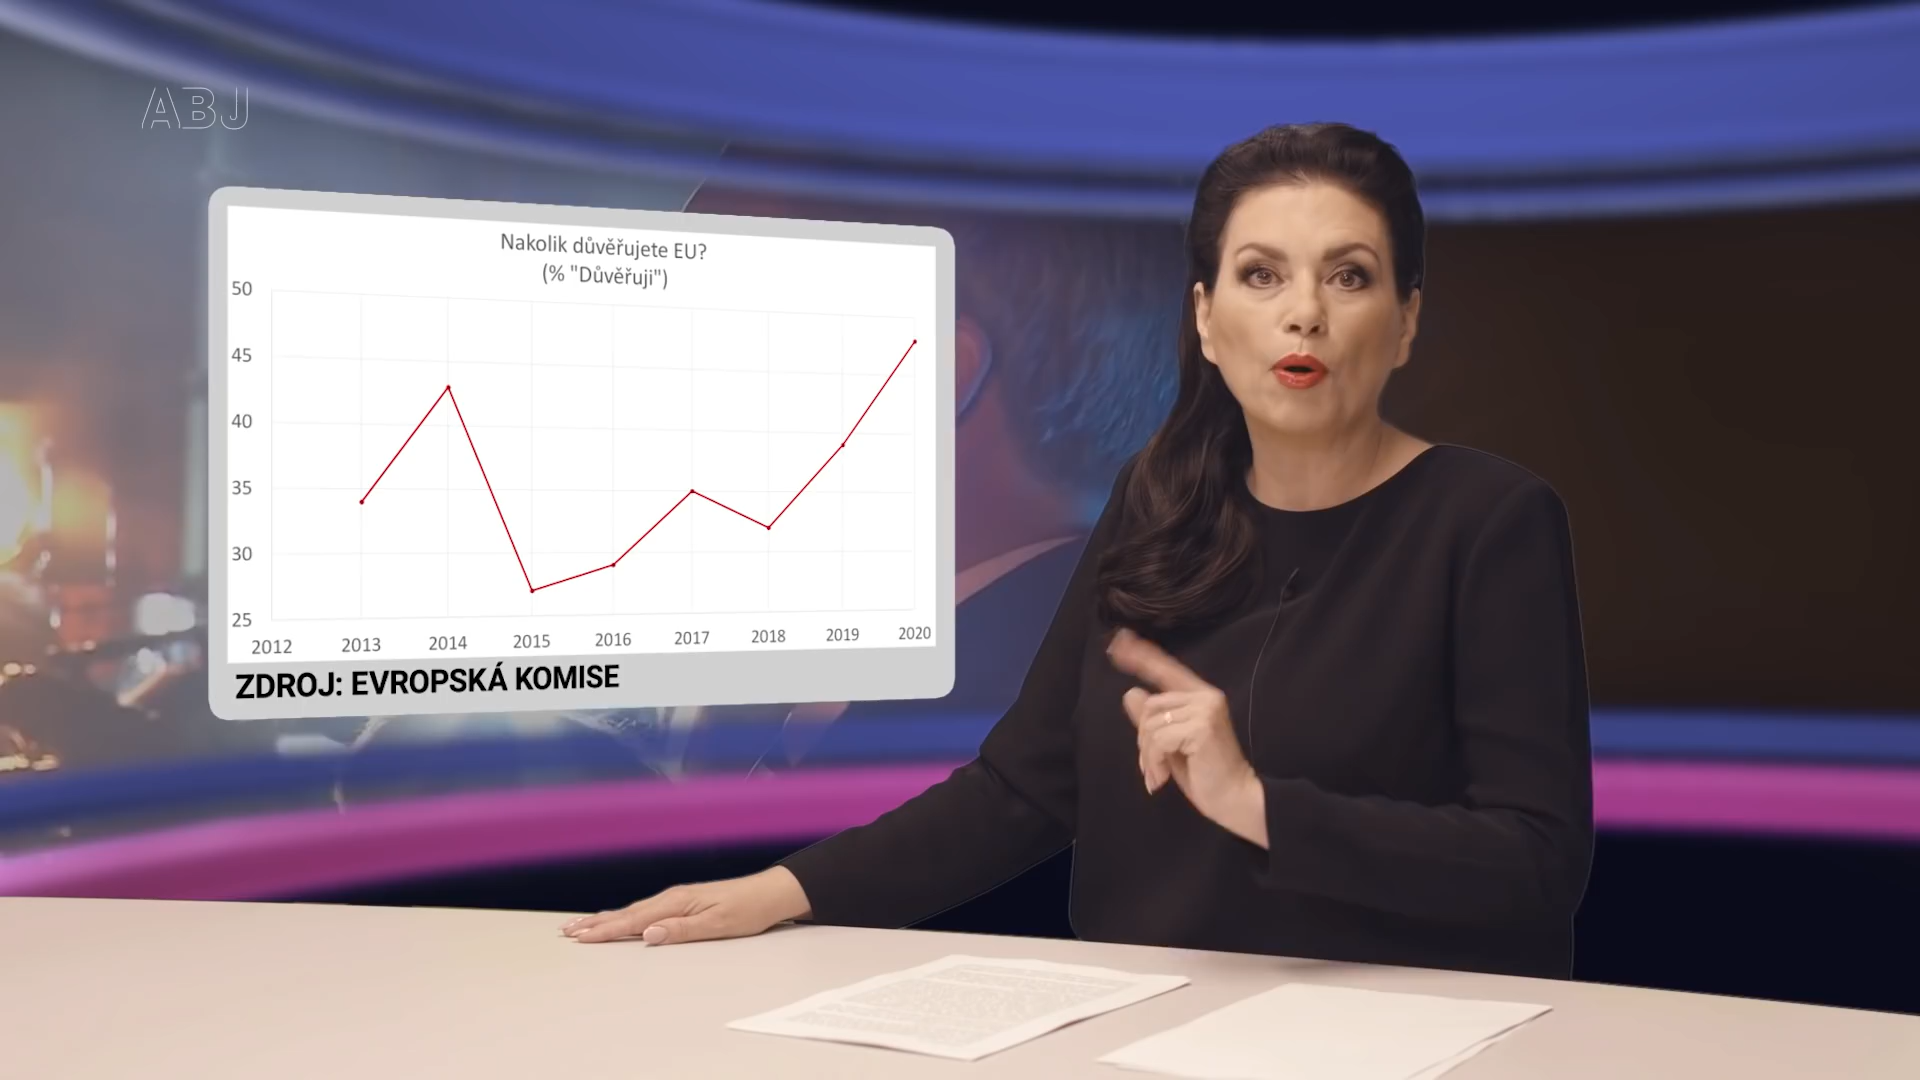 ABJ
Nakolik důvěřujete EU?
(% "Důvěřuji")
50
45
40
35
30
25
2012 2013 2014 2015 2016 2017 2018 2019 2020
ZDROJ: EVROPSKÁ KOMISE